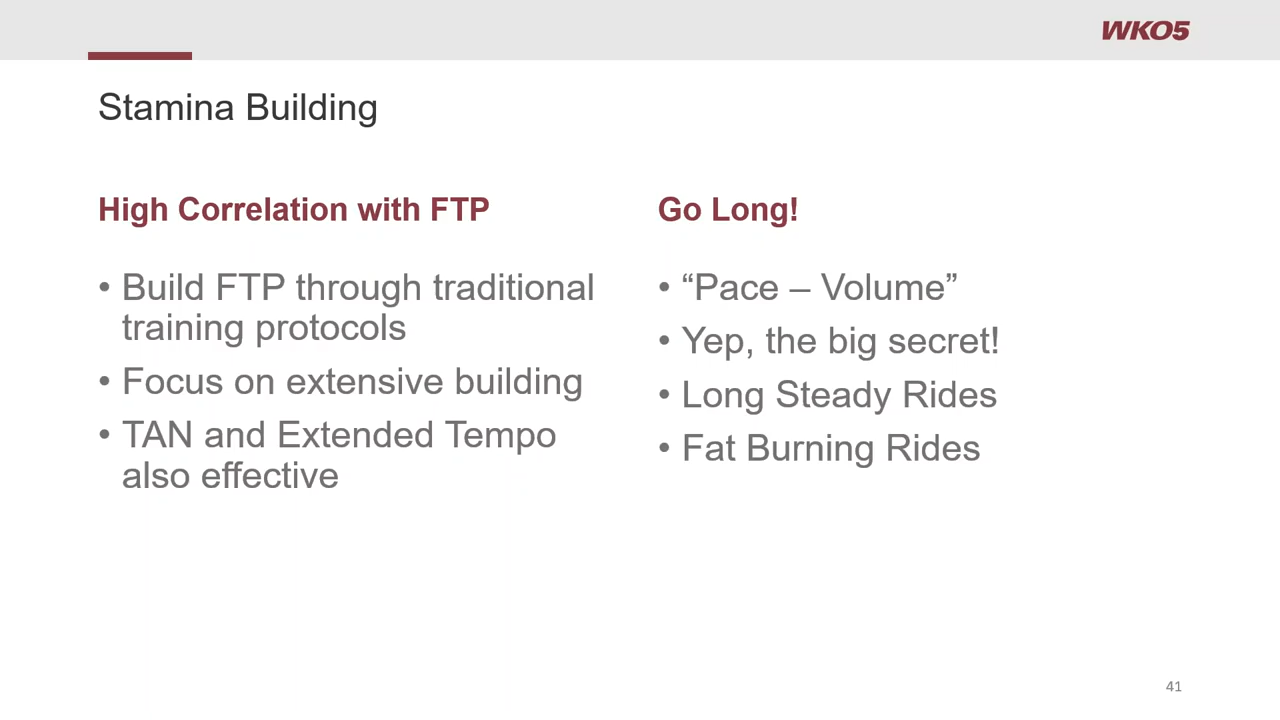 WKO5
Stamina Building
High Correlation with FTP
• Build FTP through traditional
training protocols
• Focus on extensive building
• TAN and Extended Tempo
also effective
Go Long!
• “Pace – Volume”
• Yep, the big secret!
• Long Steady Rides
• Fat Burning Rides
41